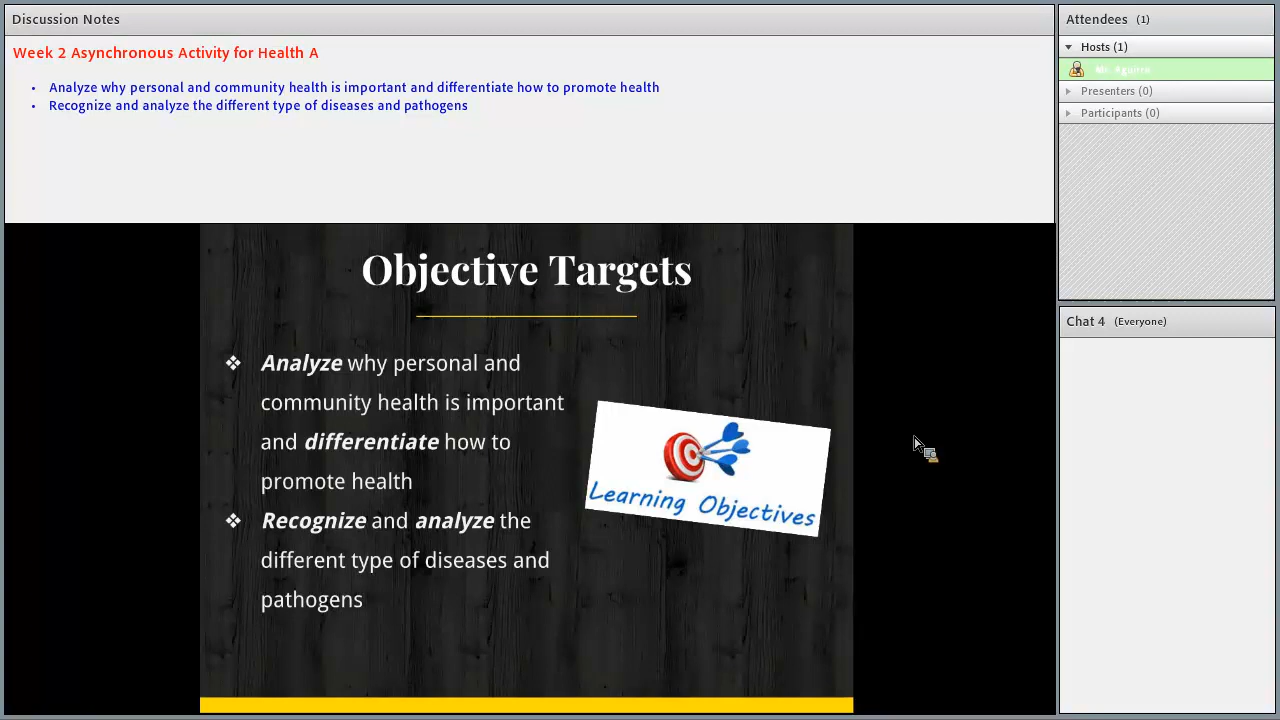 Discussion Notes
Week 2 Asynchronous Activity for Health A
• Analyze why personal and community health is important and differentiate how to promote health
• Recognize and analyze the different type of diseases and pathogens
Objective Targets
❖ Analyze why personal and
community health is important
and differentiate how to
promote health
❖ Recognize and analyze the
different type of diseases and
pathogens
Learning Objectives
Attendees (1)
Hosts (1)
Mr.
Presenters (0)
Participants (0)
Chat 4 (Everyone)